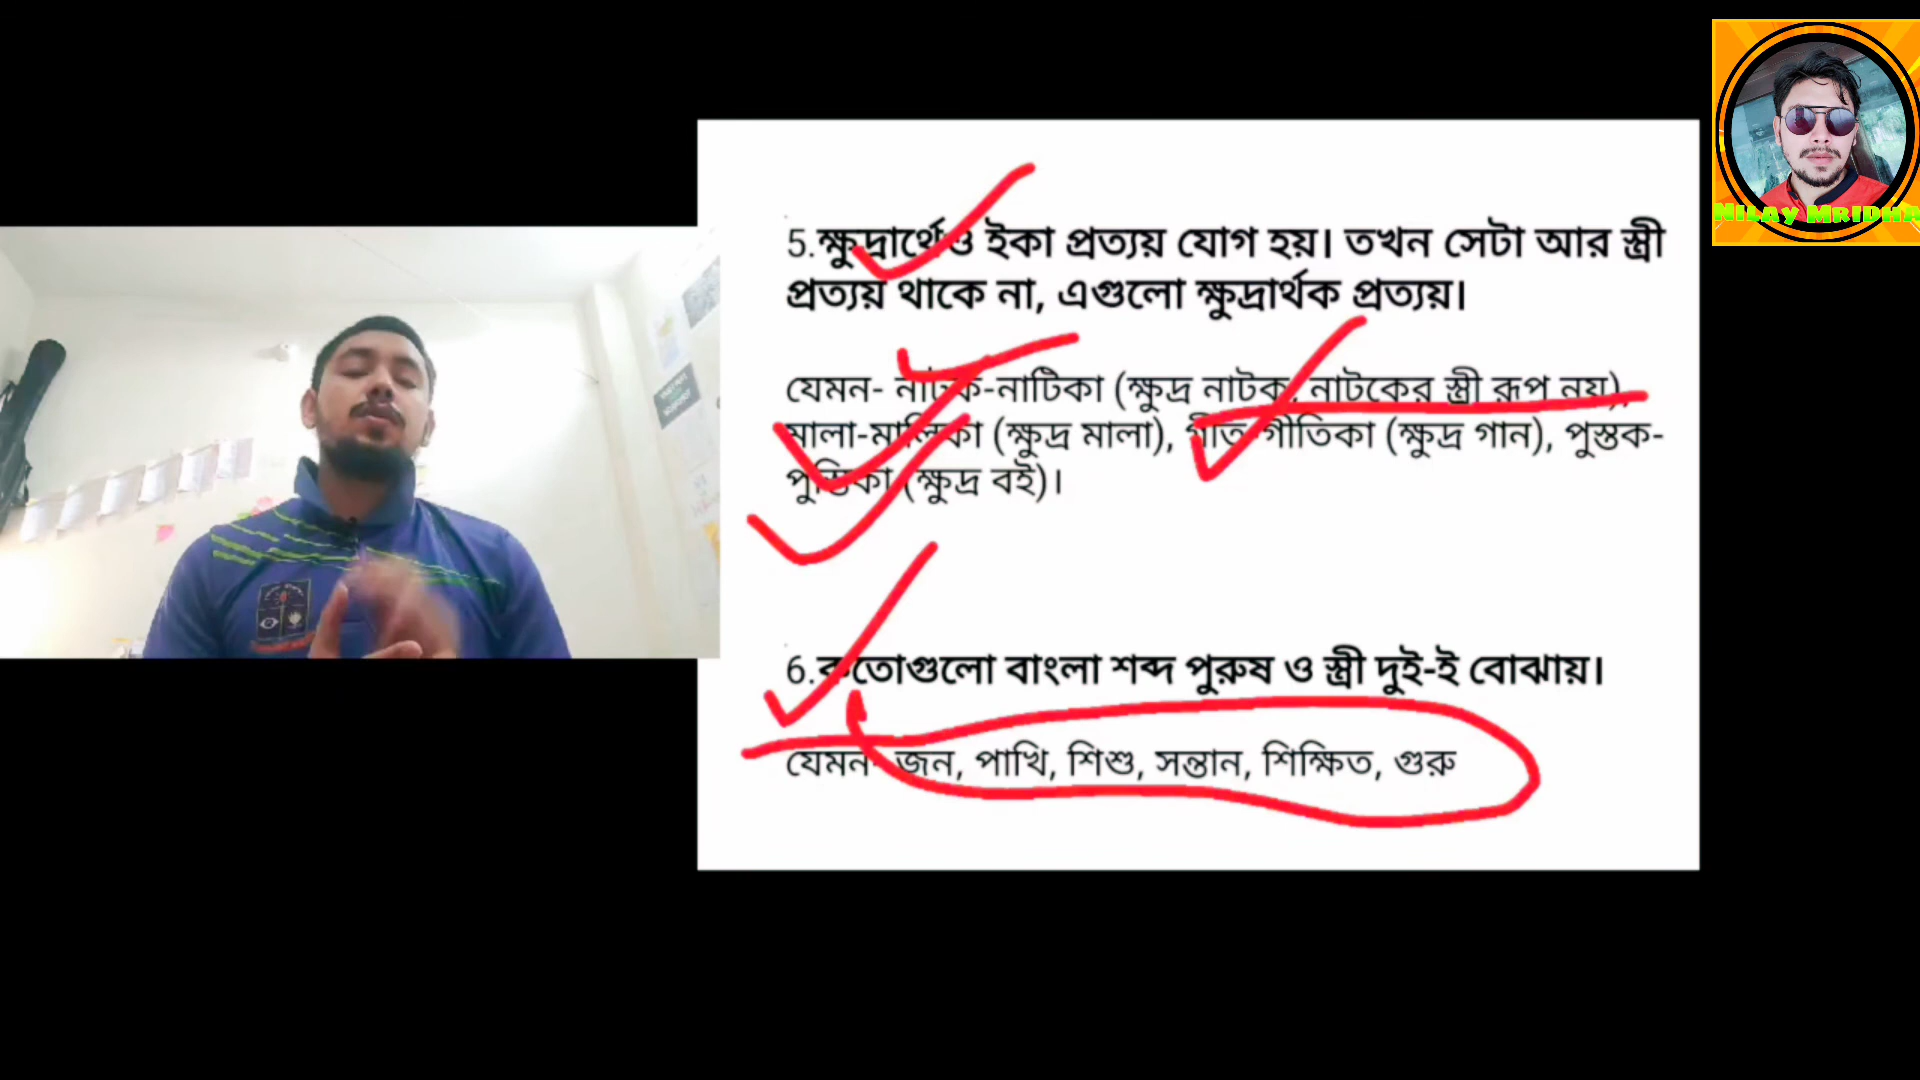 5.ক্ষুদ্রার্থেও ইকা প্রত্যয় যোগ হয়। তখন সেটা আর স্ত্রী
প্রত্যয় থাকে না, এগুলো ক্ষুদ্রার্থক প্রত্যয়।
যেমন- নাটক-নাটিকা (ক্ষুদ্র নাটক, নাটকের স্ত্রী রূপ নয়),
মালা-মালিকা (ক্ষুদ্র মালা), গীত-গীতিকা (ক্ষুদ্র গান), পুস্তক-
পুস্তিকা (ক্ষুদ্র বই)।
6.কতোগুলো বাংলা শব্দ পুরুষ ও স্ত্রী দুই-ই বোঝায়।
যেমন- জন, পাখি, শিশু, সন্তান, শিক্ষিত, গুরু
Nilay Mridha